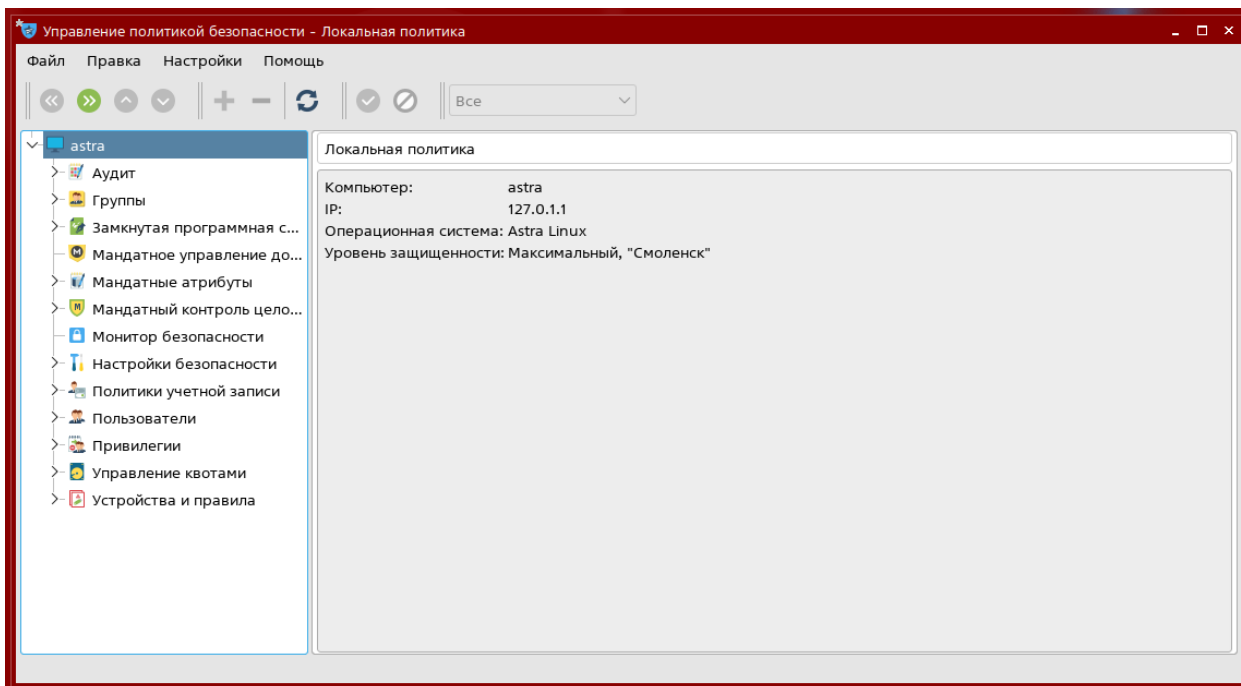 Управление политикой безопасности - Локальная политика
Файл Правка Настройки Помощь
Все
astra
Аудит
Группы
Замкнутая программная с...
Мандатное управление до...
Мандатные атрибуты
Мандатный контроль цело...
Монитор безопасности
Настройки безопасности
Политики учетной записи
Пользователи
Привилегии
Управление квотами
Устройства и правила
Локальная политика
Компьютер: astra
IP: 127.0.1.1
Операционная система: Astra Linux
Уровень защищенности: Максимальный, "Смоленск"